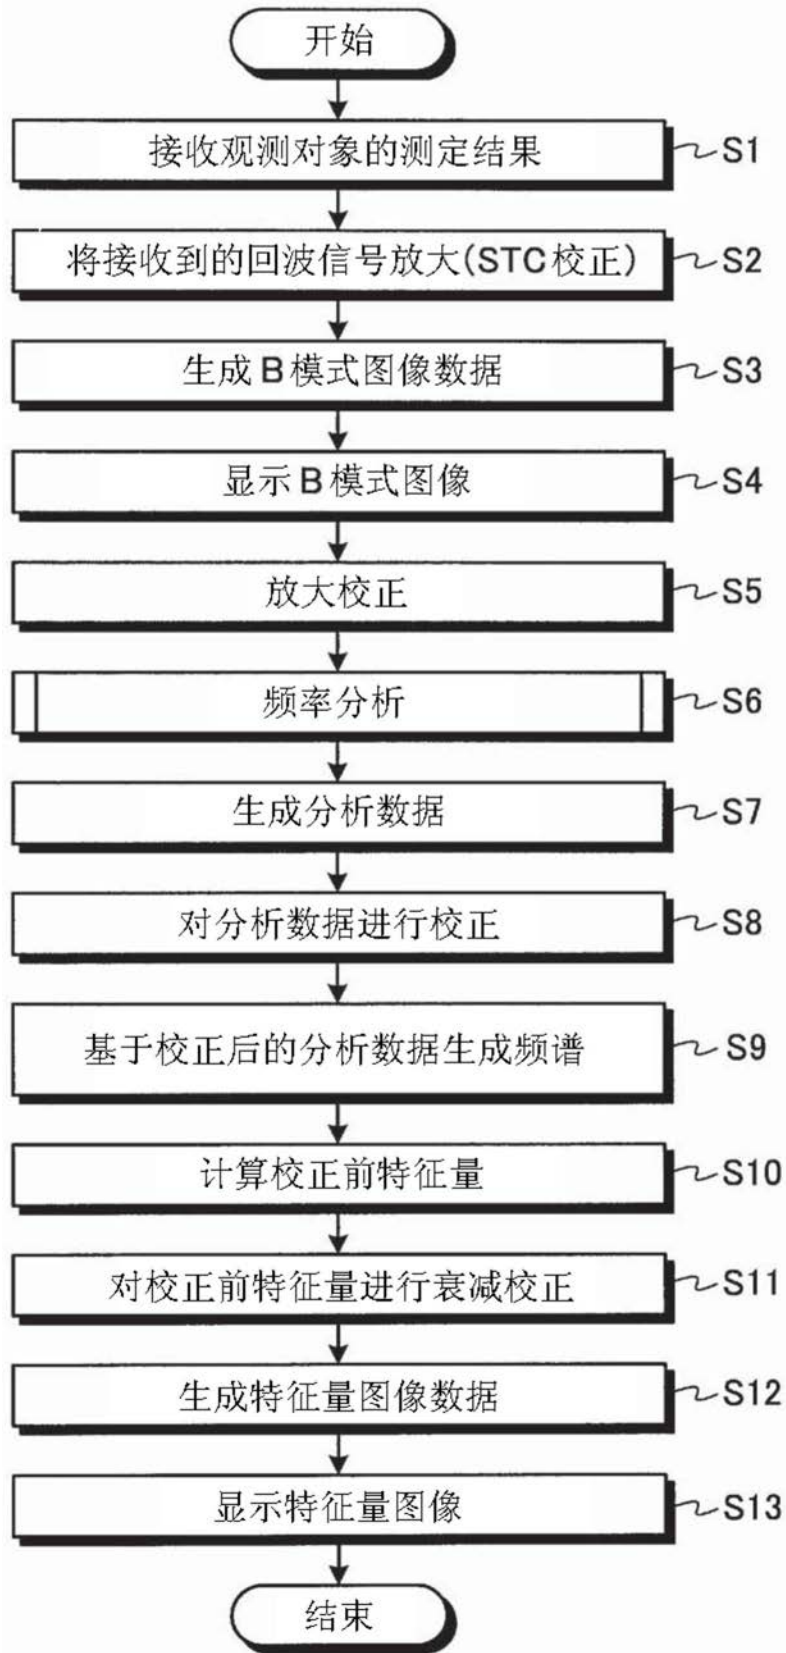 开始
接收观测对象的测定结果 S1
将接收到的回波信号放大(STC校正) S2
生成B模式图像数据 S3
显示B模式图像 S4
放大校正 S5
频率分析 S6
生成分析数据 S7
对分析数据进行校正 S8
基于校正后的分析数据生成频谱 S9
计算校正前特征量 S10
对校正前特征量进行衰减校正 S11
生成特征量图像数据 S12
显示特征量图像 S13
结束